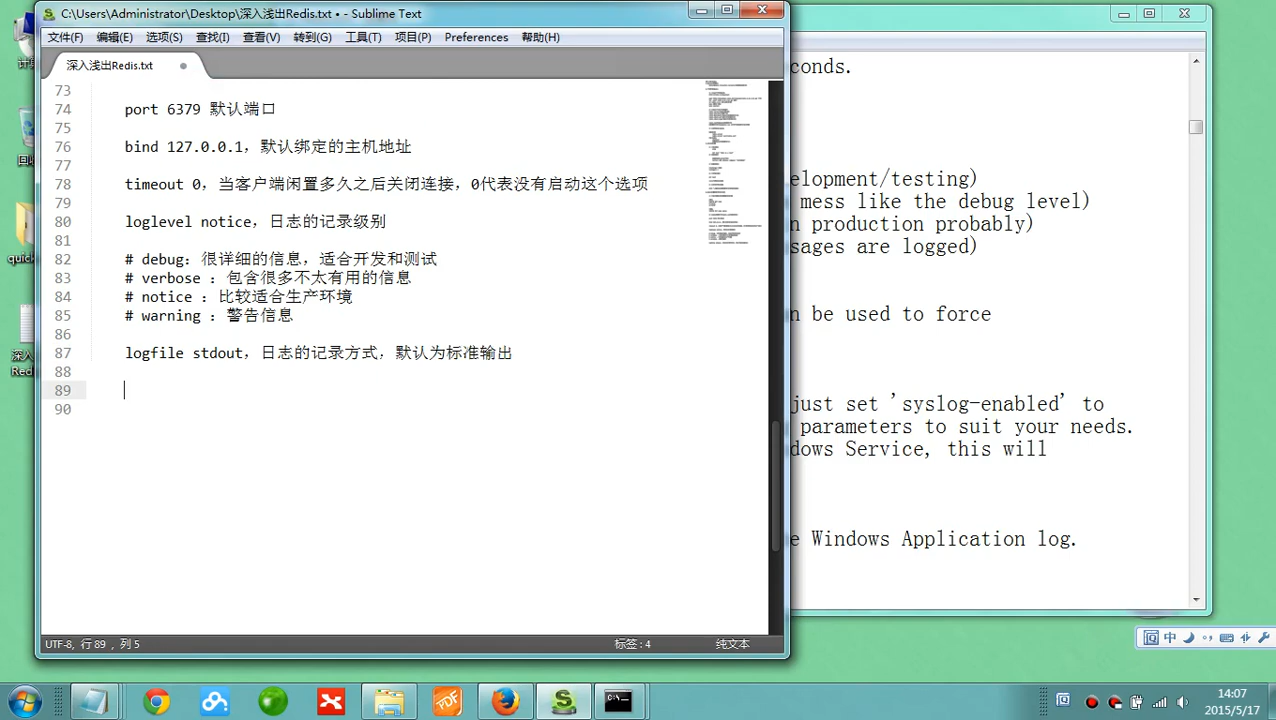 C:\Users\Administrator\Desktop\深入浅出Redis.txt • - Sublime Text
文件(F) 编辑(E) 选项(S) 查找(I) 查看(V) 转到(G) 工具(T) 项目(P) Preferences 帮助(H)
深入浅出Redis.txt
73
74 port 6379 默认端口
75
76 bind 127.0.0.1，默认绑定的主机地址
77
78 timeout 0，当客户端闲置多久之后关闭连接，0代表没有启动这个选项
79
80 loglevel notice，日志的记录级别
81
82 # debug：很详细的信息，适合开发和测试
83 # verbose ：包含很多不太有用的信息
84 # notice ：比较适合生产环境
85 # warning ：警告信息
86
87 logfile stdout，日志的记录方式，默认为标准输出
88
89
90
UTF-8, 行 89 , 列 5 标签: 4 纯文本
conds.
elopment/testing)
mess like the debug level)
n production probably)
sages are logged)
n be used to force
just set 'syslog-enabled' to
parameters to suit your needs.
dows Service, this will
e Windows Application log.
深入
Red
中
14:07
2015/5/17